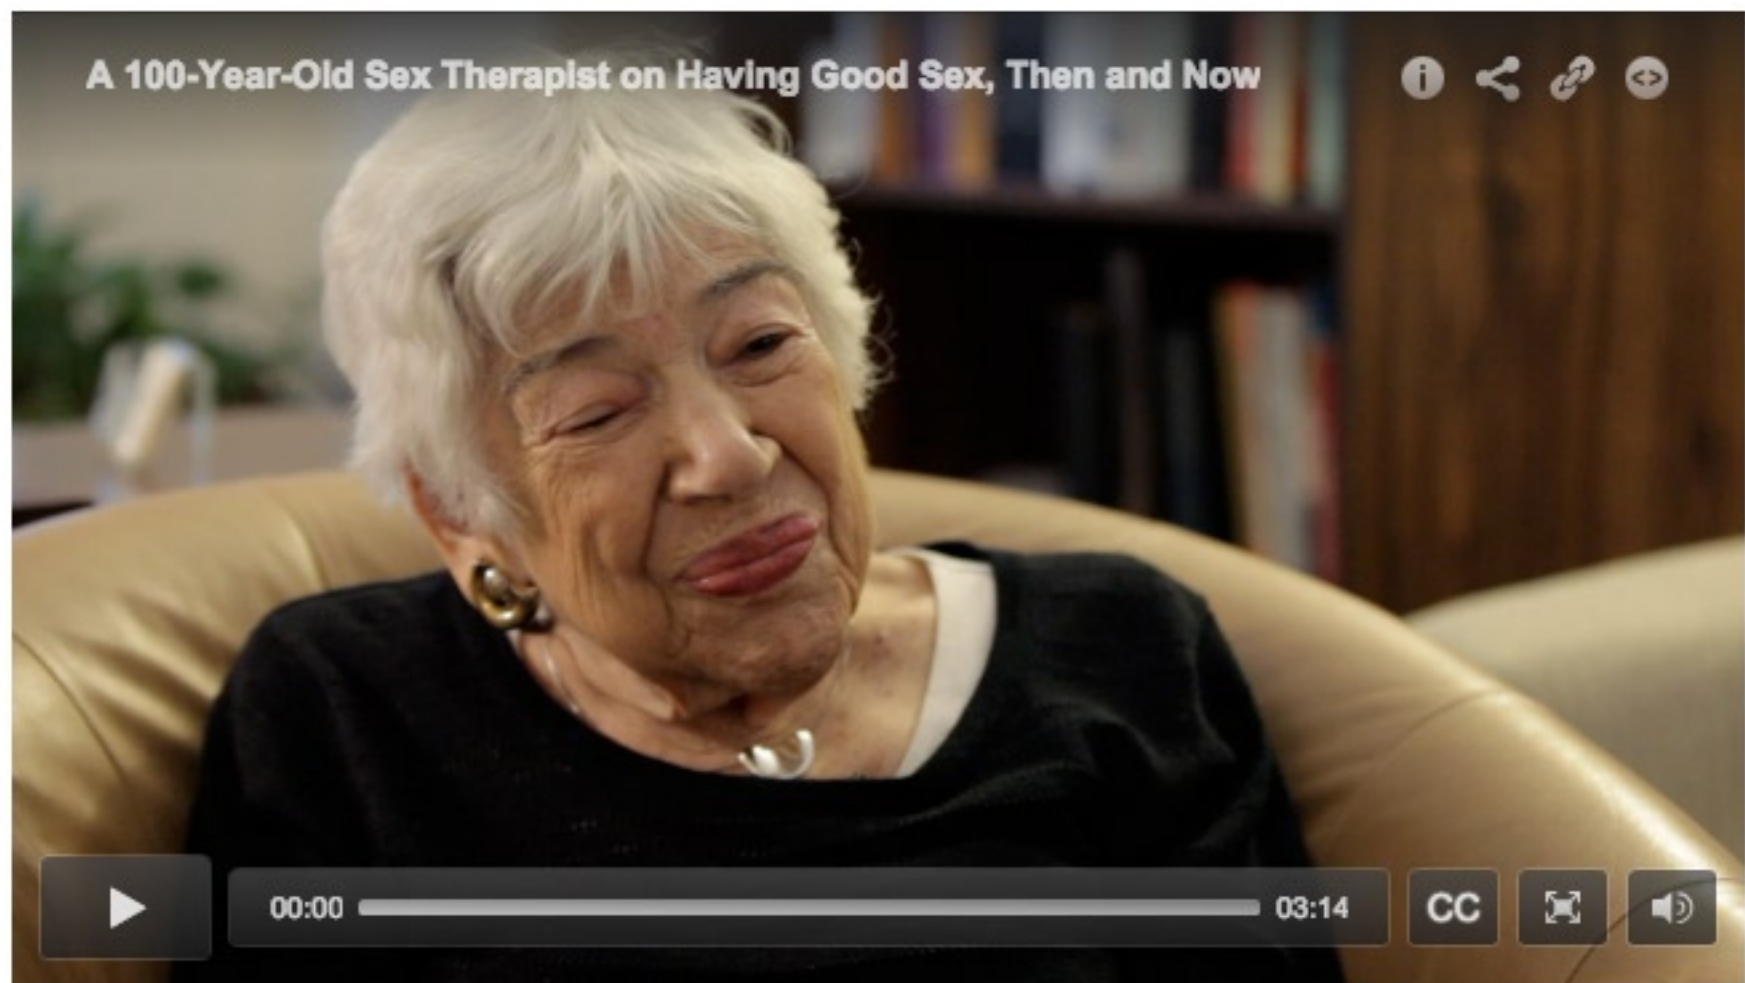 A 100-Year-Old Sex Therapist on Having Good Sex, Then and Now
00:00
03:14
CC